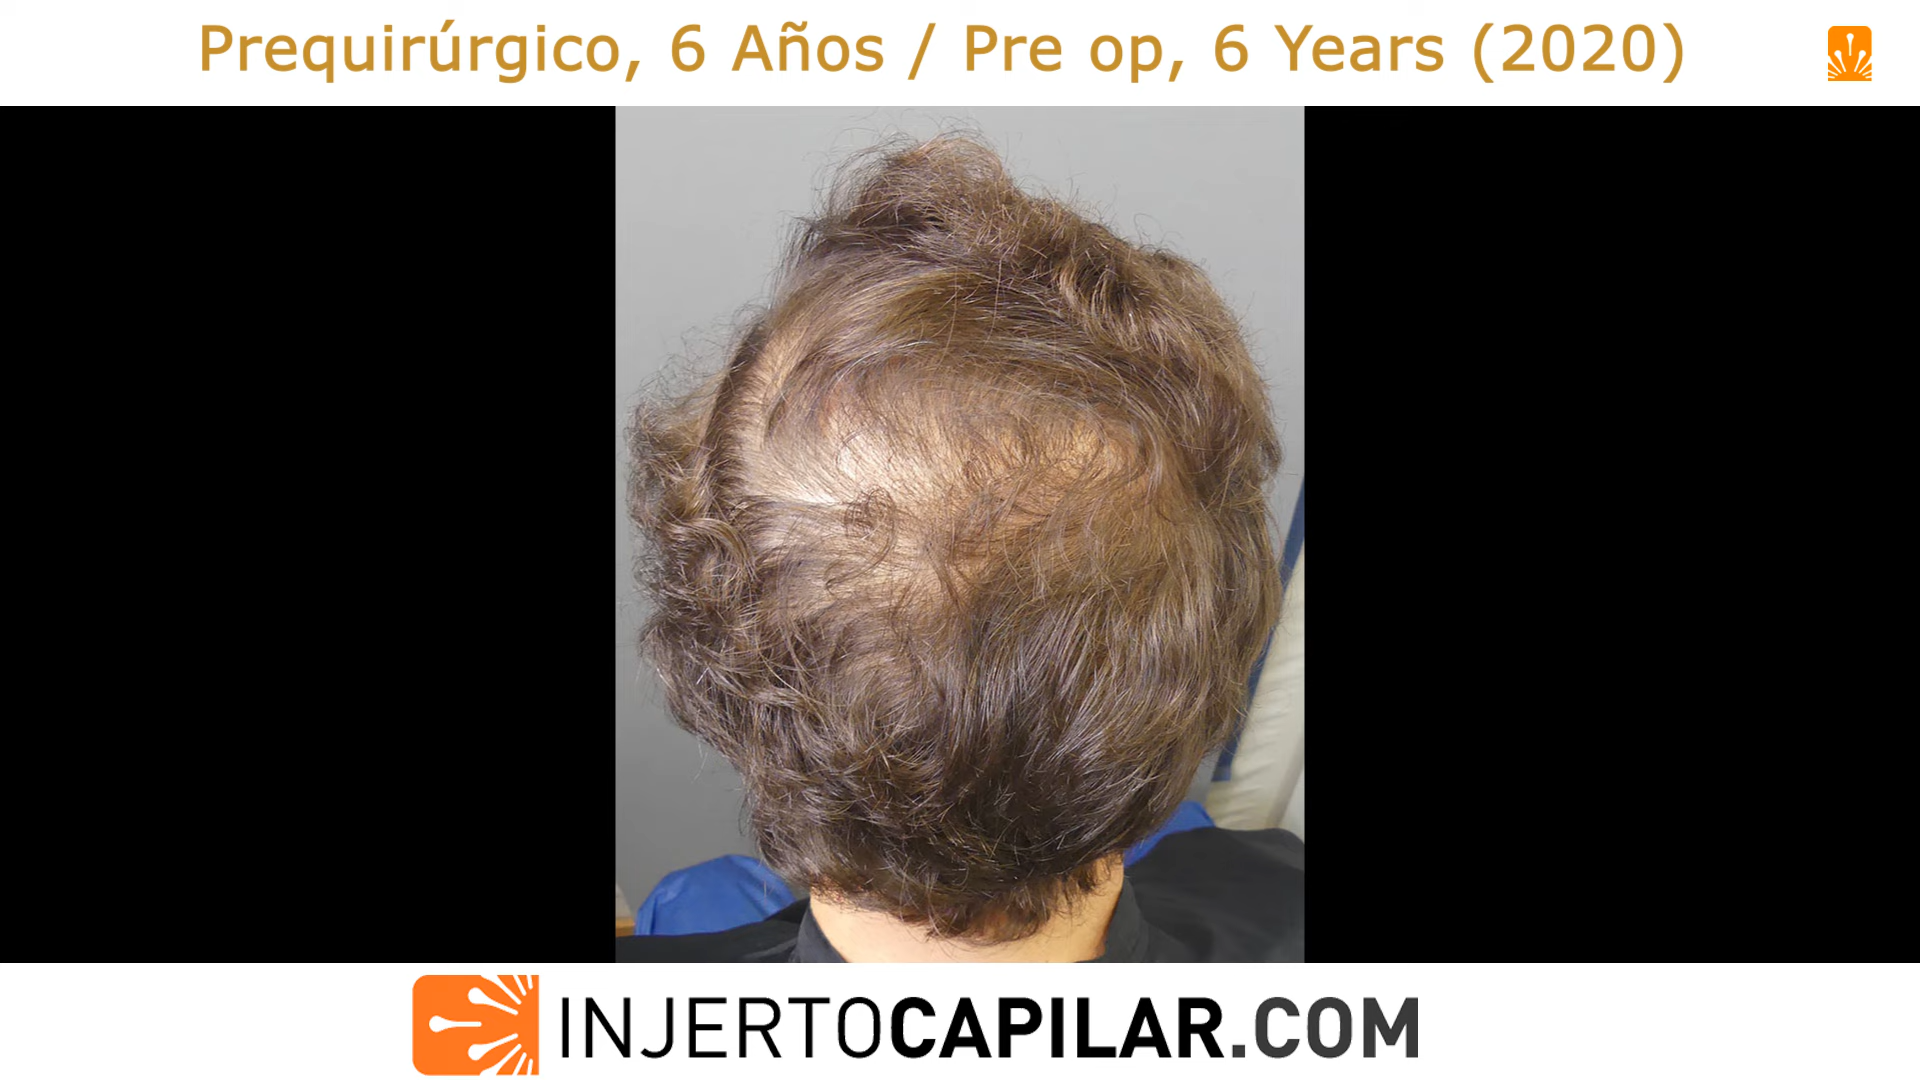 Prequirúrgico, 6 Años / Pre op, 6 Years (2020)
INJERTOCAPILAR.COM